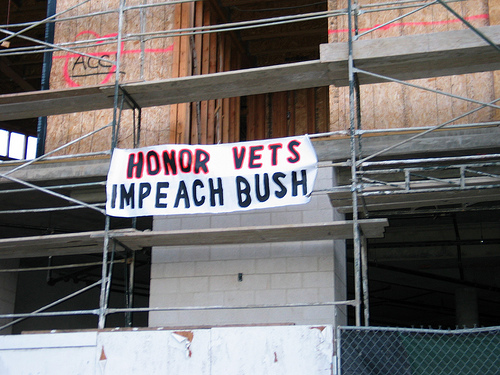 ACC
HONOR VETS
IMPEACH BUSH